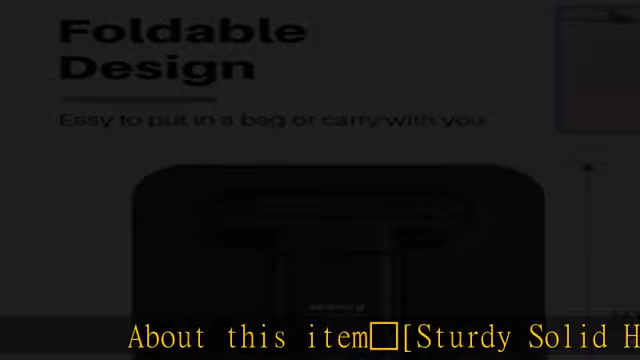 Foldable
Design
Easy to put in a bag or carry with you.
About this item□[Sturdy Solid H